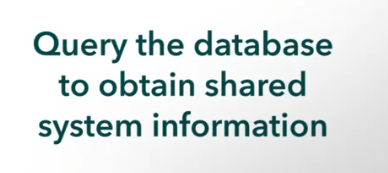 Query the database
to obtain shared
system information